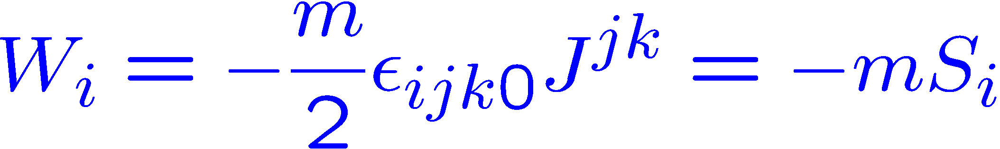 $W_i = -\frac{m}{2}\epsilon_{ijk0}J^{jk} = -mS_i$